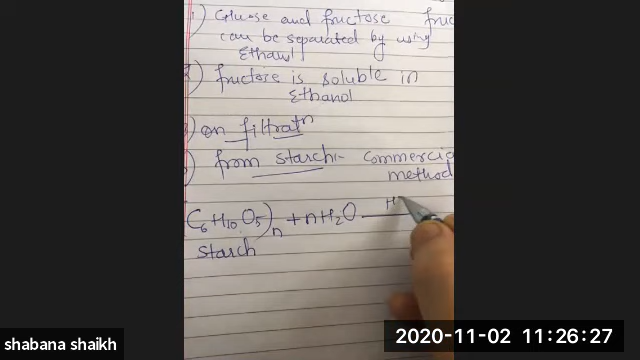 1) Glucose and fructose fruc
can be separated by using
Ethanol
2) fructose is soluble in
Ethanol
3) on filtratn
) from starch:- commercia
method
C6H10O5)n + nH2O H
starch
shabana shaikh
2020-11-02 11:26:27